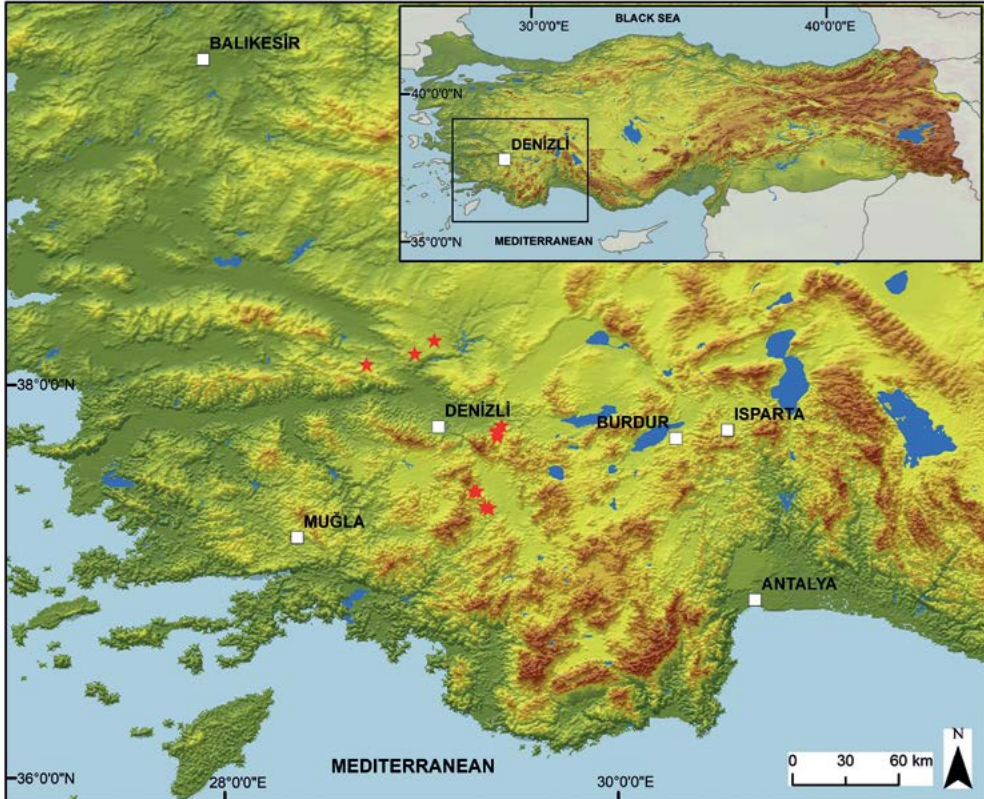 BALIKESİR
30°0'0"E
BLACK SEA
40°0'0"E
40°0'0"N
DENİZLİ
35°0'0"N
MEDITERRANEAN
38°0'0"N
DENİZLİ
BURDUR
ISPARTA
MUĞLA
ANTALYA
MEDITERRANEAN
N
0 30 60 km
36°0'0"N
28°0'0"E
30°0'0"E